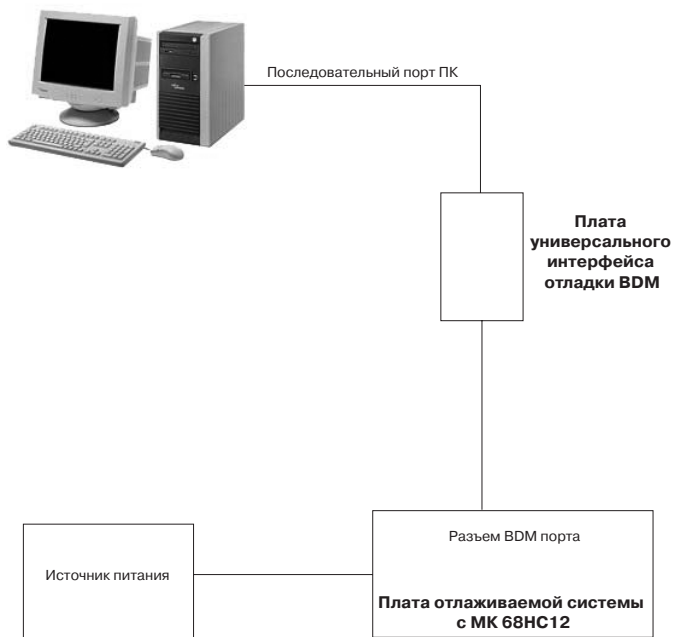 Последовательный порт ПК
Плата
универсального
интерфейса
отладки BDM
Разъем BDM порта
Источник питания
Плата отлаживаемой системы
с МК 68HC12